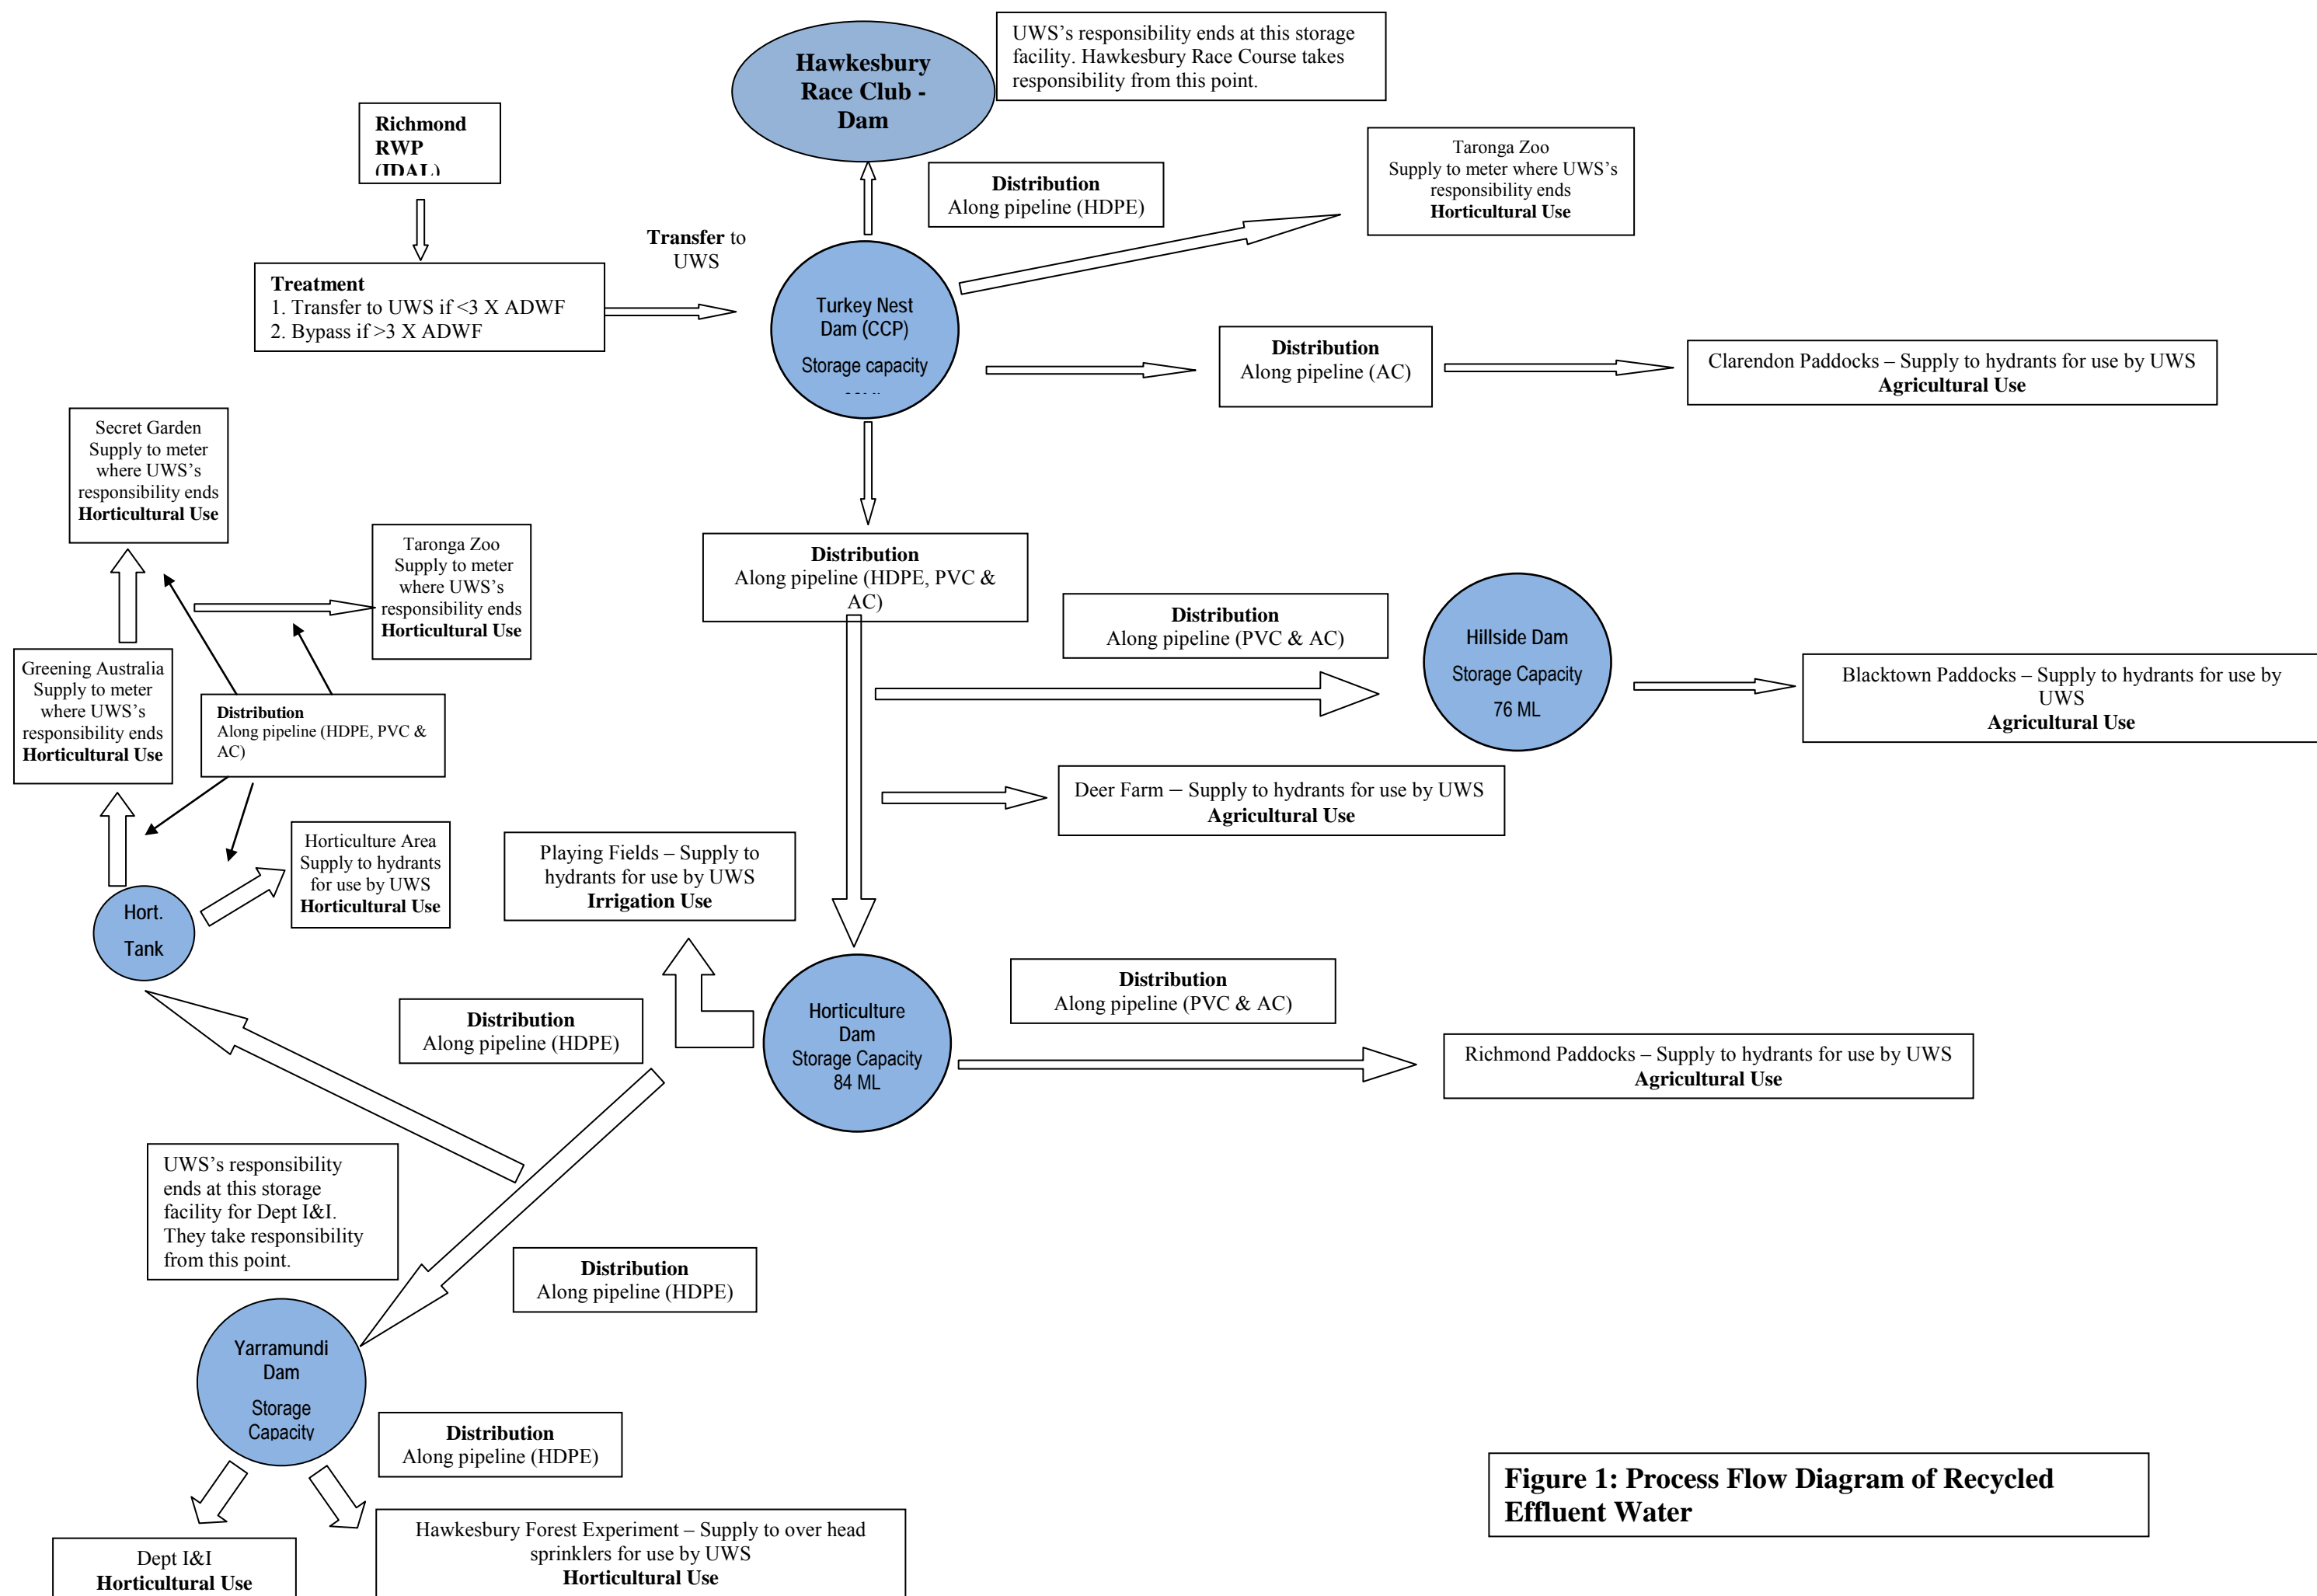 Hawkesbury
Race Club -
Dam
UWS’s responsibility ends at this storage
facility. Hawkesbury Race Course takes
responsibility from this point.
Richmond
RWP
(IDAL)
Distribution
Along pipeline (HDPE)
Taronga Zoo
Supply to meter where UWS’s
responsibility ends
Horticultural Use
Transfer to
UWS
Treatment
1. Transfer to UWS if <3 X ADWF
2. Bypass if >3 X ADWF
Turkey Nest
Dam (CCP)
Storage capacity
Distribution
Along pipeline (AC)
Clarendon Paddocks – Supply to hydrants for use by UWS
Agricultural Use
Secret Garden
Supply to meter
where UWS’s
responsibility ends
Horticultural Use
Taronga Zoo
Supply to meter
where UWS’s
responsibility ends
Horticultural Use
Distribution
Along pipeline (HDPE, PVC &
AC)
Distribution
Along pipeline (PVC & AC)
Hillside Dam
Storage Capacity
76 ML
Blacktown Paddocks – Supply to hydrants for use by
UWS
Agricultural Use
Greening Australia
Supply to meter
where UWS’s
responsibility ends
Horticultural Use
Distribution
Along pipeline (HDPE, PVC &
AC)
Deer Farm – Supply to hydrants for use by UWS
Agricultural Use
Horticulture Area
Supply to hydrants
for use by UWS
Horticultural Use
Playing Fields – Supply to
hydrants for use by UWS
Irrigation Use
Hort.
Tank
Distribution
Along pipeline (HDPE)
Horticulture
Dam
Storage Capacity
84 ML
Distribution
Along pipeline (PVC & AC)
Richmond Paddocks – Supply to hydrants for use by UWS
Agricultural Use
UWS’s responsibility
ends at this storage
facility for Dept I&I.
They take responsibility
from this point.
Distribution
Along pipeline (HDPE)
Yarramundi
Dam
Storage
Capacity
Distribution
Along pipeline (HDPE)
Dept I&I
Horticultural Use
Hawkesbury Forest Experiment – Supply to over head
sprinklers for use by UWS
Horticultural Use
Figure 1: Process Flow Diagram of Recycled
Effluent Water